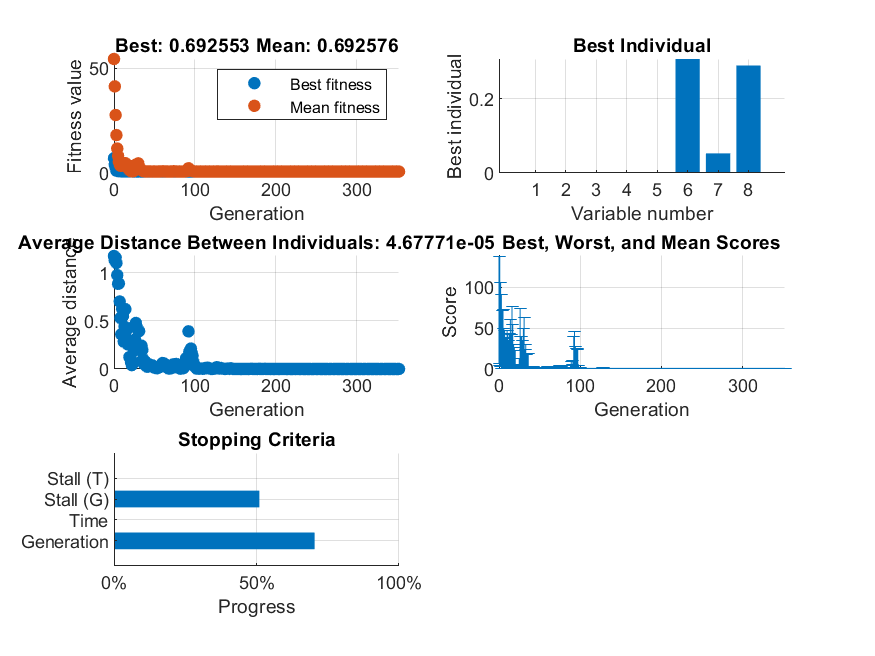 Best: 0.692553 Mean: 0.692576
Fitness value
50
0
Best fitness
Mean fitness
0 100 200 300
Generation
Best Individual
Best individual
0.2
0
1 2 3 4 5 6 7 8
Variable number
Average Distance Between Individuals: 4.67771e-05
Average distance
1
0.5
0
0 100 200 300
Generation
Best, Worst, and Mean Scores
Score
100
50
0
0 100 200 300
Generation
Stopping Criteria
Stall (T)
Stall (G)
Time
Generation
0% 50% 100%
Progress